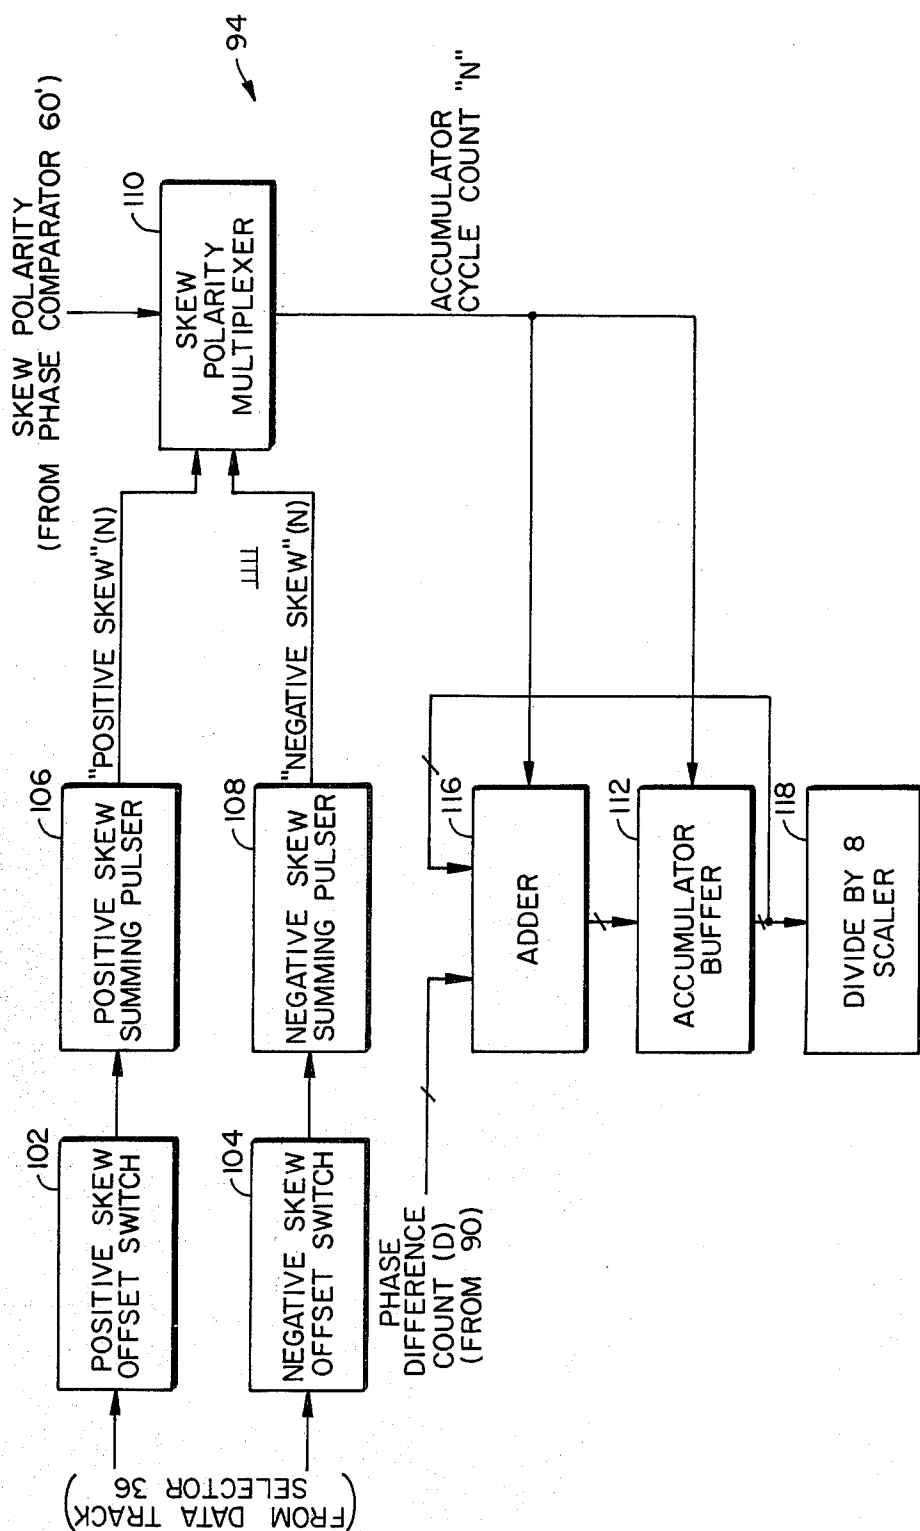 SKEW POLARITY
(FROM PHASE COMPARATOR 60')
94
110
SKEW
POLARITY
MULTIPLEXER
"POSITIVE SKEW"(N)
"NEGATIVE SKEW"(N)
ACCUMULATOR
CYCLE COUNT "N"
106
POSITIVE SKEW
SUMMING PULSER
108
NEGATIVE SKEW
SUMMING PULSER
102
POSITIVE SKEW
OFFSET SWITCH
104
NEGATIVE SKEW
OFFSET SWITCH
(FROM DATA TRACK
SELECTOR 36)
PHASE
DIFFERENCE
COUNT (D)
(FROM 90)
116
ADDER
112
ACCUMULATOR
BUFFER
118
DIVIDE BY 8
SCALER